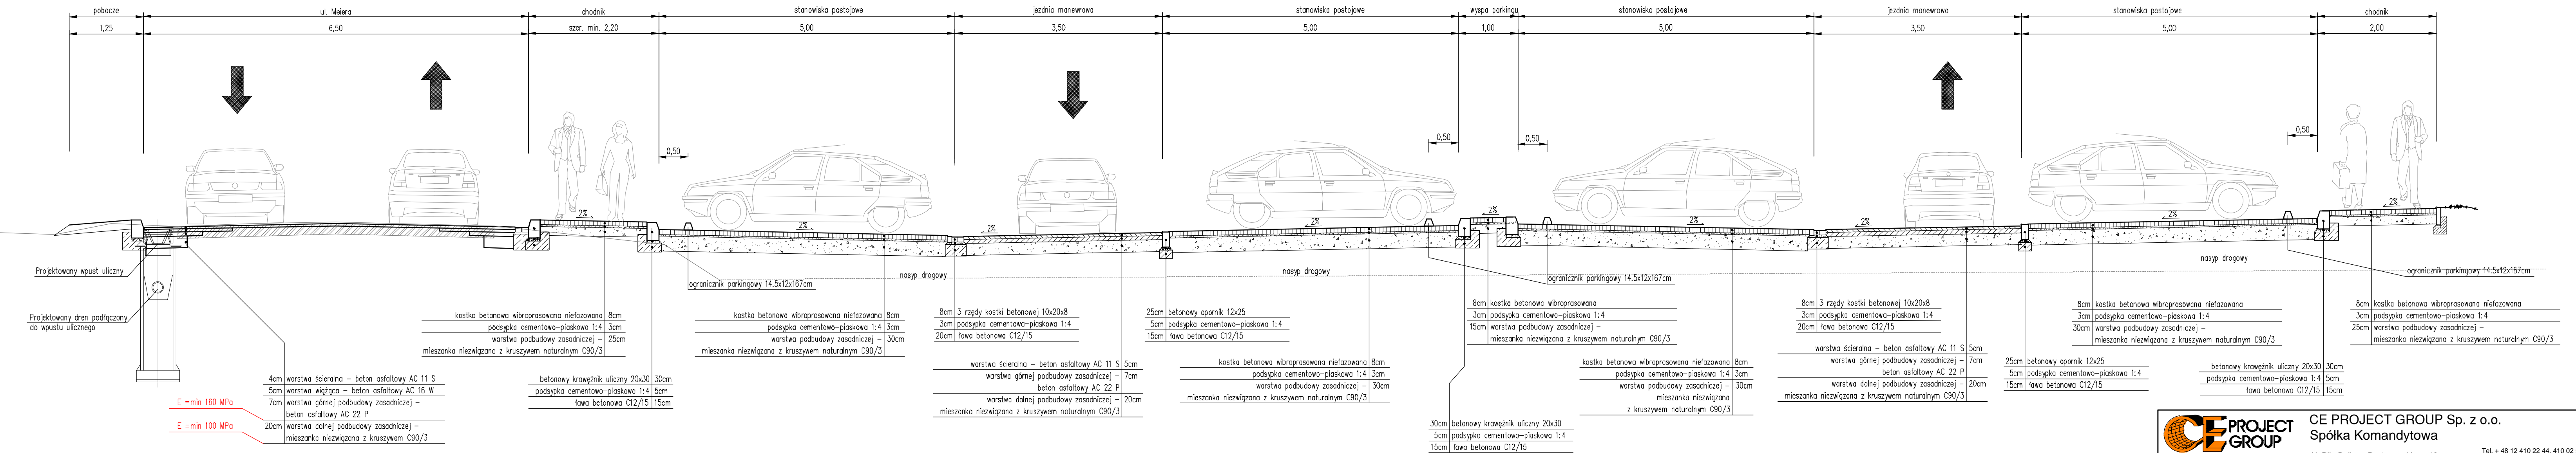 pobocze
ul. Meiera
chodnik
stanowiska postojowe
jezdnia manewrowa
stanowiska postojowe
wyspa parkingu
stanowiska postojowe
jezdnia manewrowa
stanowiska postojowe
chodnik
1,25
6,50
szer. min. 2,20
5,00
3,50
5,00
1,00
5,00
3,50
5,00
2,00
0,50
0,50
0,50
0,50
2%
2%
2%
2%
2%
2%
2%
2%
2%
nasyp drogowy
nasyp drogowy
nasyp drogowy
Projektowany wpust uliczny
Projektowany dren podłączony
do wpustu ulicznego
E =min 160 MPa
E =min 100 MPa
4cm warstwa ścieralna – beton asfaltowy AC 11 S
5cm warstwa wiążąca – beton asfaltowy AC 16 W
7cm warstwa górnej podbudowy zasadniczej –
beton asfaltowy AC 22 P
20cm warstwa dolnej podbudowy zasadniczej –
mieszanka niezwiązana z kruszywem C90/3
kostka betonowa wibroprasowana niefazowana 8cm
podsypka cementowo-piaskowa 1:4 3cm
warstwa podbudowy zasadniczej – 25cm
mieszanka niezwiązana z kruszywem naturalnym C90/3
betonowy krawężnik uliczny 20x30 30cm
podsypka cementowo-piaskowa 1:4 5cm
ława betonowa C12/15 15cm
ogranicznik parkingowy 14.5x12x167cm
kostka betonowa wibroprasowana niefazowana 8cm
podsypka cementowo-piaskowa 1:4 3cm
warstwa podbudowy zasadniczej – 30cm
mieszanka niezwiązana z kruszywem naturalnym C90/3
8cm 3 rzędy kostki betonowej 10x20x8
3cm podsypka cementowo-piaskowa 1:4
20cm ława betonowa C12/15
warstwa ścieralna – beton asfaltowy AC 11 S 5cm
warstwa górnej podbudowy zasadniczej – 7cm
beton asfaltowy AC 22 P
warstwa dolnej podbudowy zasadniczej – 20cm
mieszanka niezwiązana z kruszywem naturalnym C90/3
25cm betonowy opornik 12x25
5cm podsypka cementowo-piaskowa 1:4
15cm ława betonowa C12/15
kostka betonowa wibroprasowana niefazowana 8cm
podsypka cementowo-piaskowa 1:4 3cm
warstwa podbudowy zasadniczej – 30cm
mieszanka niezwiązana z kruszywem naturalnym C90/3
ogranicznik parkingowy 14.5x12x167cm
8cm kostka betonowa wibroprasowana
3cm podsypka cementowo-piaskowa 1:4
15cm warstwa podbudowy zasadniczej –
mieszanka niezwiązana z kruszywem naturalnym C90/3
30cm betonowy krawężnik uliczny 20x30
5cm podsypka cementowo-piaskowa 1:4
15cm ława betonowa C12/15
kostka betonowa wibroprasowana niefazowana 8cm
podsypka cementowo-piaskowa 1:4 3cm
warstwa podbudowy zasadniczej – 30cm
mieszanka niezwiązana
z kruszywem naturalnym C90/3
8cm 3 rzędy kostki betonowej 10x20x8
3cm podsypka cementowo-piaskowa 1:4
20cm ława betonowa C12/15
warstwa ścieralna – beton asfaltowy AC 11 S 5cm
warstwa górnej podbudowy zasadniczej – 7cm
beton asfaltowy AC 22 P
warstwa dolnej podbudowy zasadniczej – 20cm
mieszanka niezwiązana z kruszywem naturalnym C90/3
8cm kostka betonowa wibroprasowana niefazowana
3cm podsypka cementowo-piaskowa 1:4
30cm warstwa podbudowy zasadniczej –
mieszanka niezwiązana z kruszywem naturalnym C90/3
25cm betonowy opornik 12x25
5cm podsypka cementowo-piaskowa 1:4
15cm ława betonowa C12/15
ogranicznik parkingowy 14.5x12x167cm
8cm kostka betonowa wibroprasowana niefazowana
3cm podsypka cementowo-piaskowa 1:4
25cm warstwa podbudowy zasadniczej –
mieszanka niezwiązana z kruszywem naturalnym C90/3
betonowy krawężnik uliczny 20x30 30cm
podsypka cementowo-piaskowa 1:4 5cm
ława betonowa C12/15 15cm
CE PROJECT
GROUP
CE PROJECT GROUP Sp. z o.o.
Spółka Komandytowa
Tel. + 48 12 410 22 44, 410 02